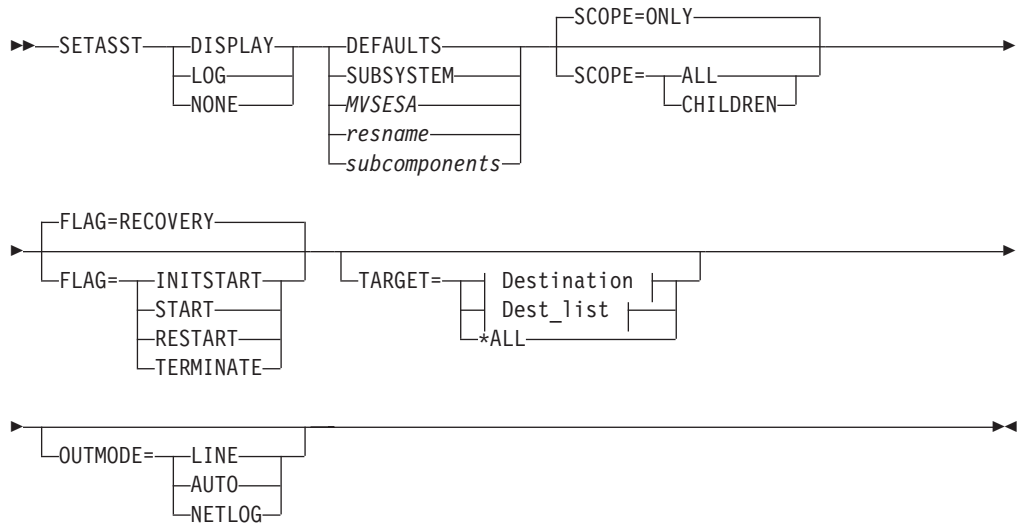 SCOPE=ONLY
SETASST DISPLAY DEFAULTS SCOPE= ALL
LOG SUBSYSTEM CHILDREN
NONE MVSESA
resname
subcomponents
FLAG=RECOVERY
FLAG= INITSTART TARGET= Destination
START Dest_list
RESTART *ALL
TERMINATE
OUTMODE= LINE
AUTO
NETLOG